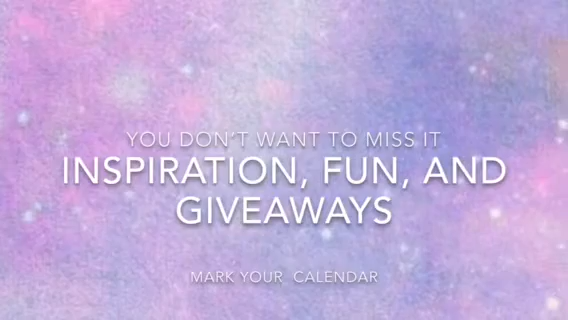 YOU DON'T WANT TO MISS IT
INSPIRATION, FUN, AND
GIVEAWAYS
MARK YOUR CALENDAR